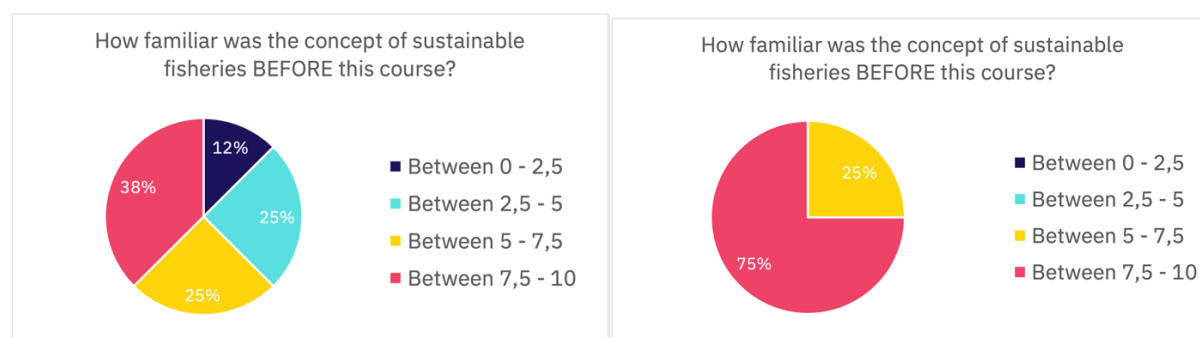 How familiar was the concept of sustainable
fisheries BEFORE this course?
12%
25%
25%
38%
Between 0 - 2,5
Between 2,5 - 5
Between 5 - 7,5
Between 7,5 - 10
How familiar was the concept of sustainable
fisheries BEFORE this course?
25%
75%
Between 0 - 2,5
Between 2,5 - 5
Between 5 - 7,5
Between 7,5 - 10